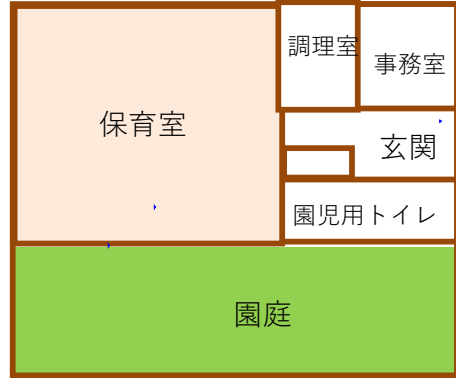 調理室
事務室
保育室
玄関
園児用トイレ
園庭